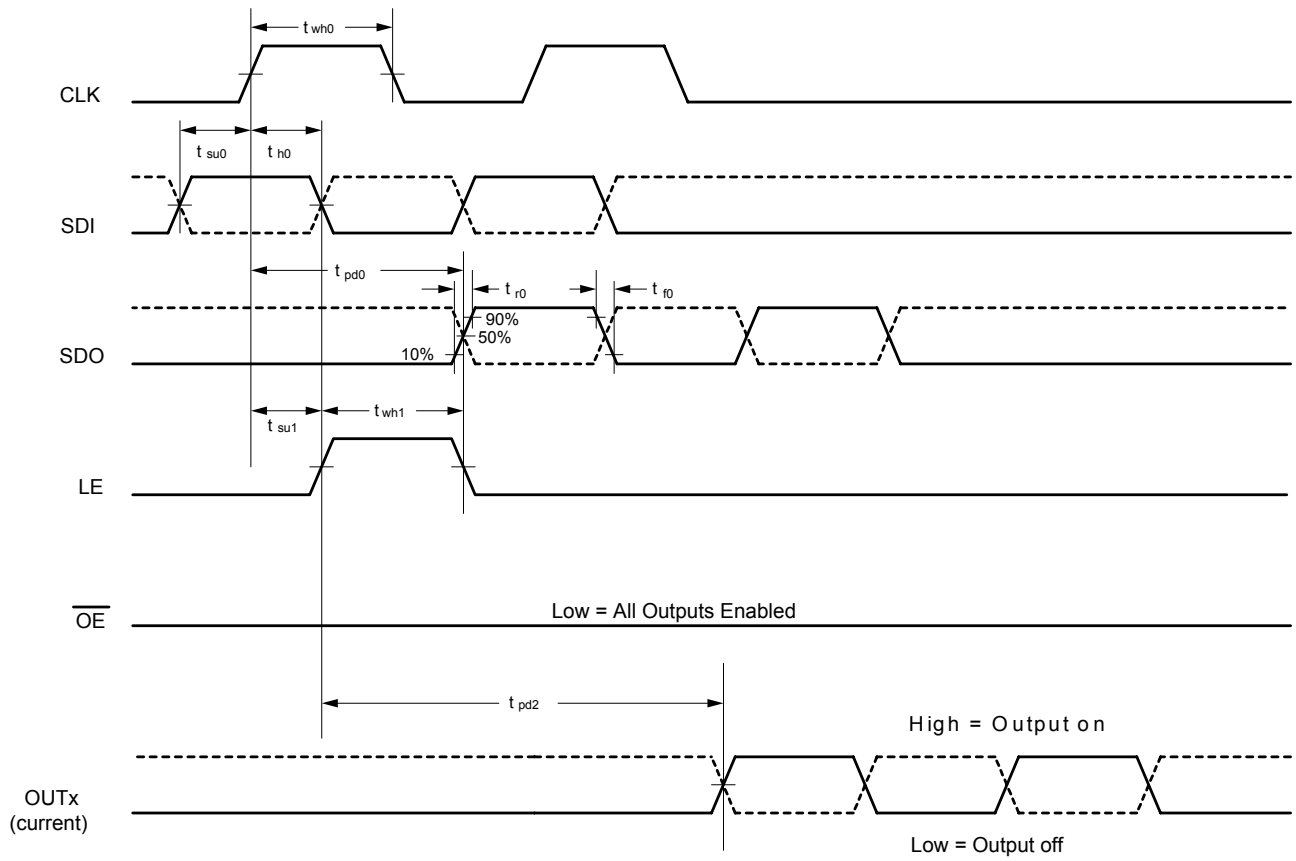 t wh0
CLK
t su0
t h0
SDI
t pd0
t r0
t f0
90%
50%
10%
SDO
t su1
t wh1
LE
OE
Low = All Outputs Enabled
t pd2
High = Output on
OUTx
(current)
Low = Output off